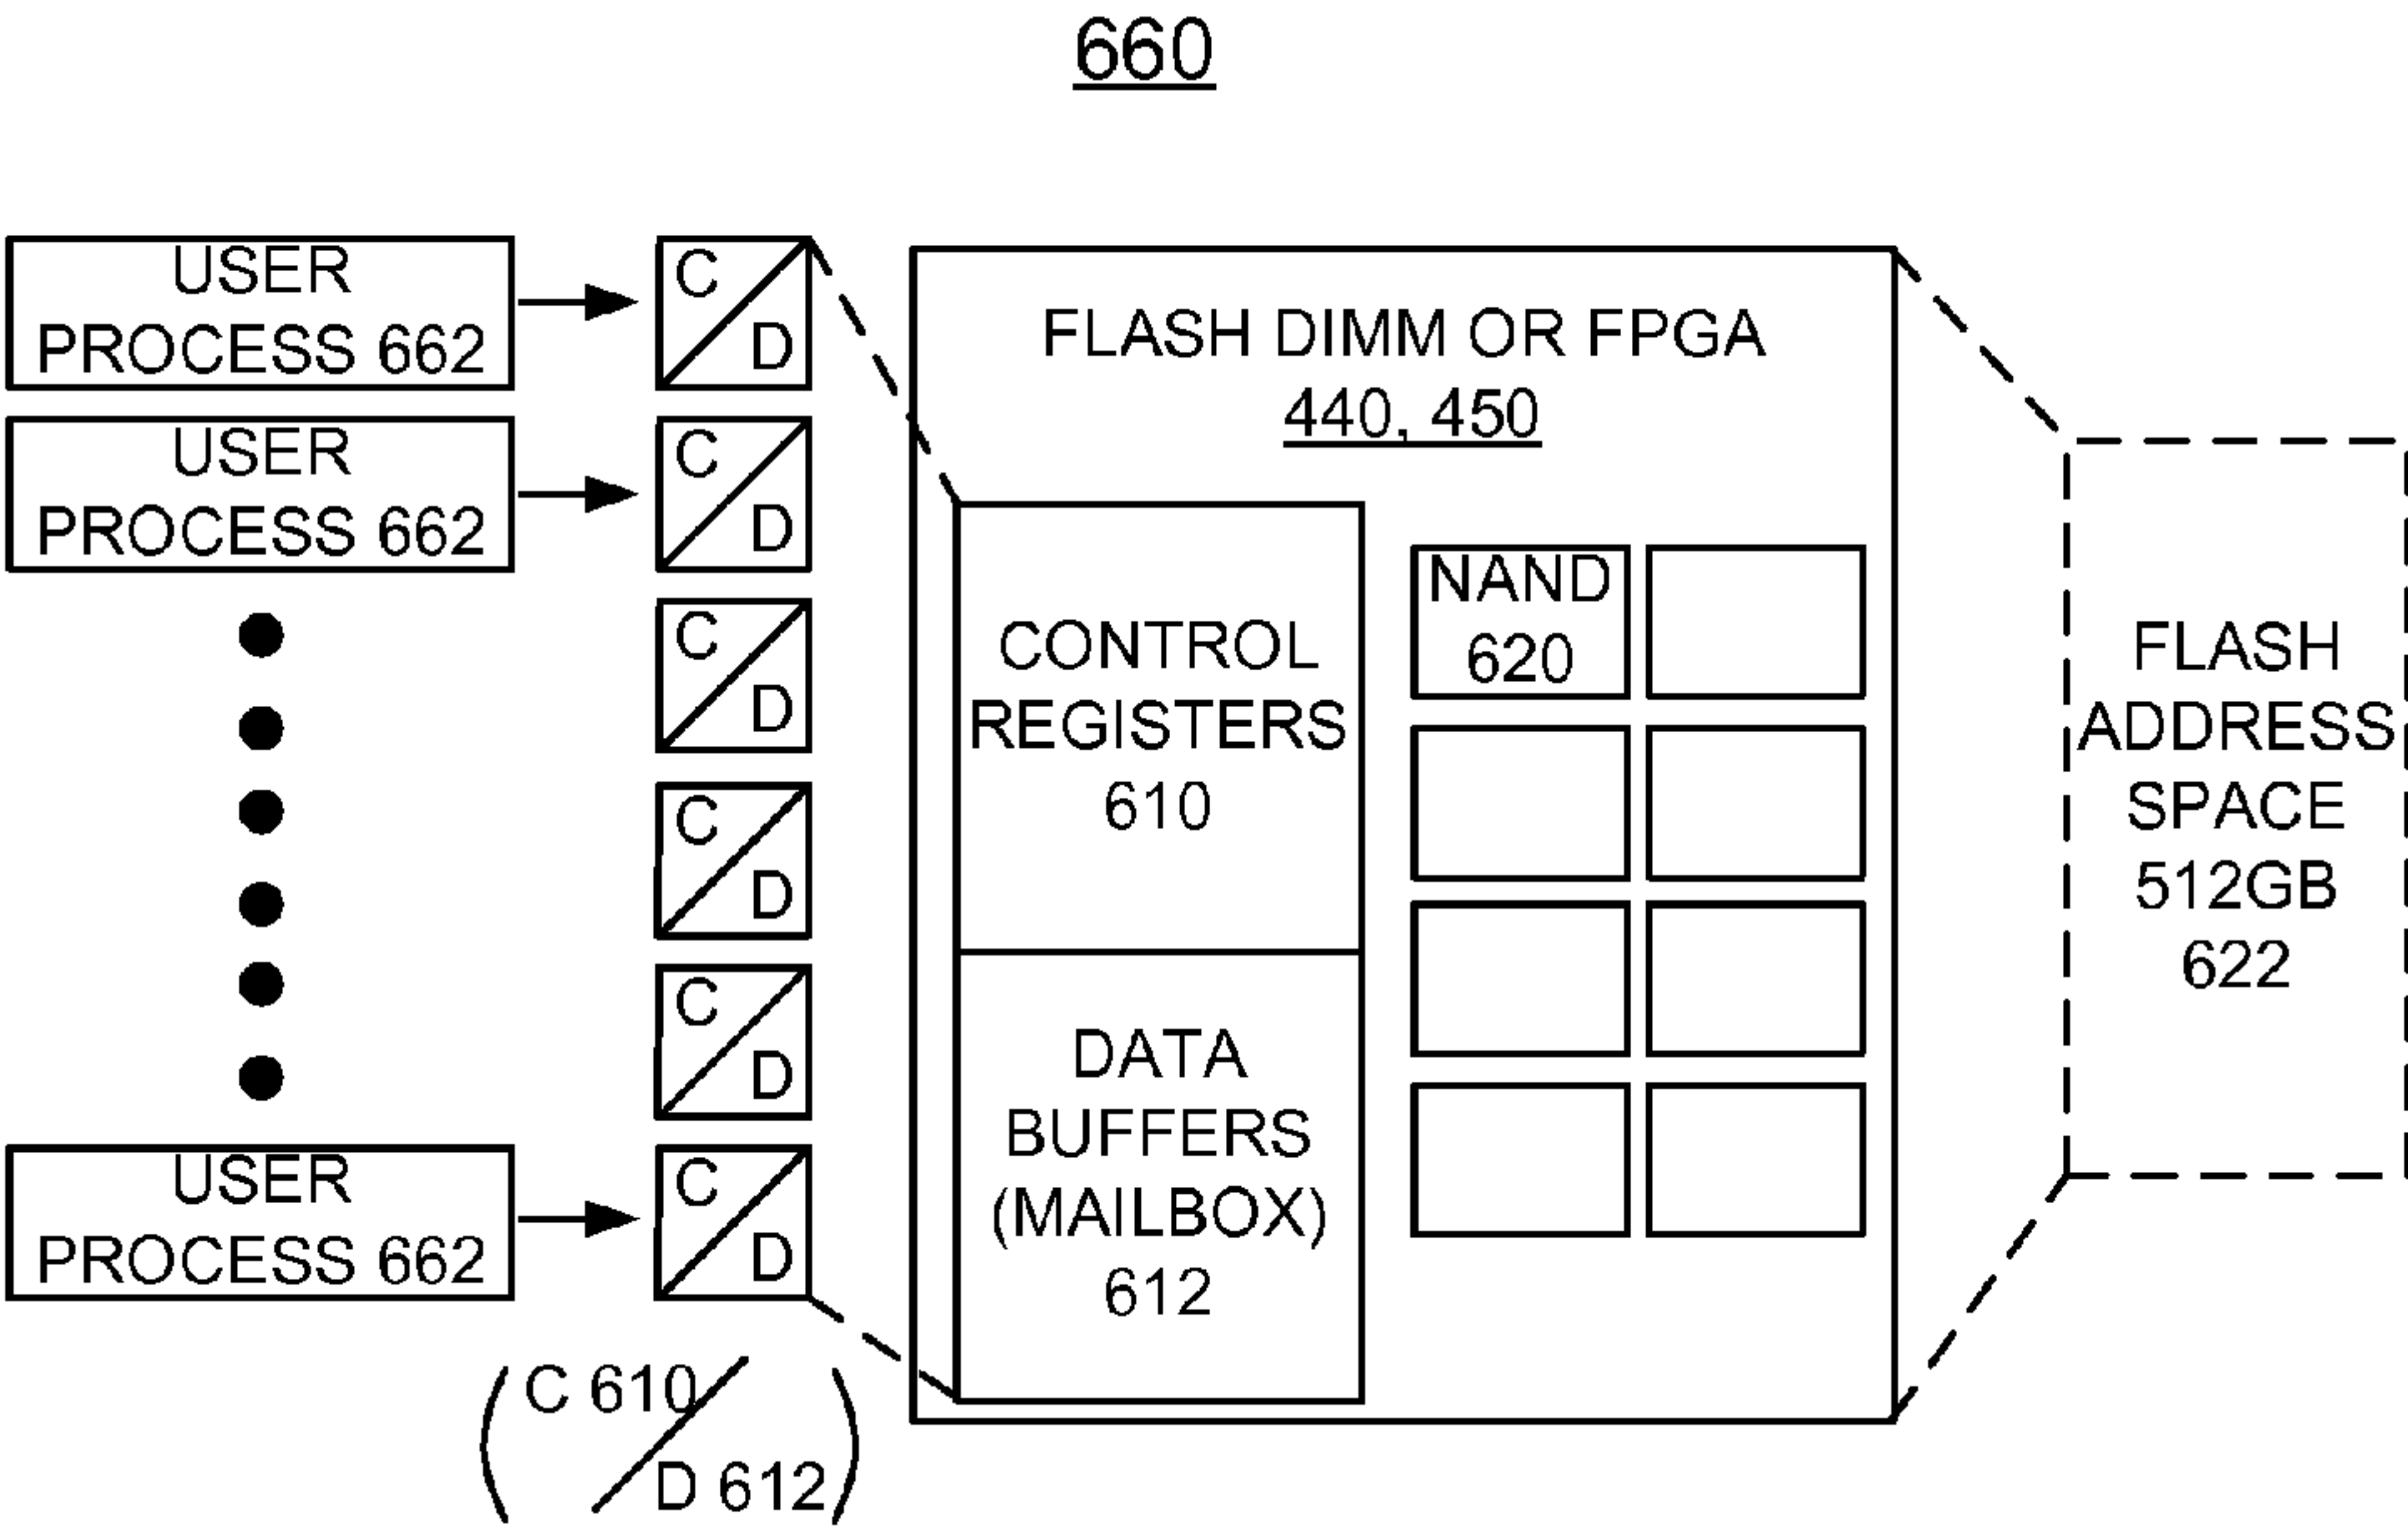 660
USER
PROCESS 662
C
D
USER
PROCESS 662
C
D
C
D
C
D
C
D
USER
PROCESS 662
C
D
C 610
D 612
FLASH DIMM OR FPGA
440, 450
CONTROL
REGISTERS
610
DATA
BUFFERS
(MAILBOX)
612
NAND
620
FLASH
ADDRESS
SPACE
512GB
622